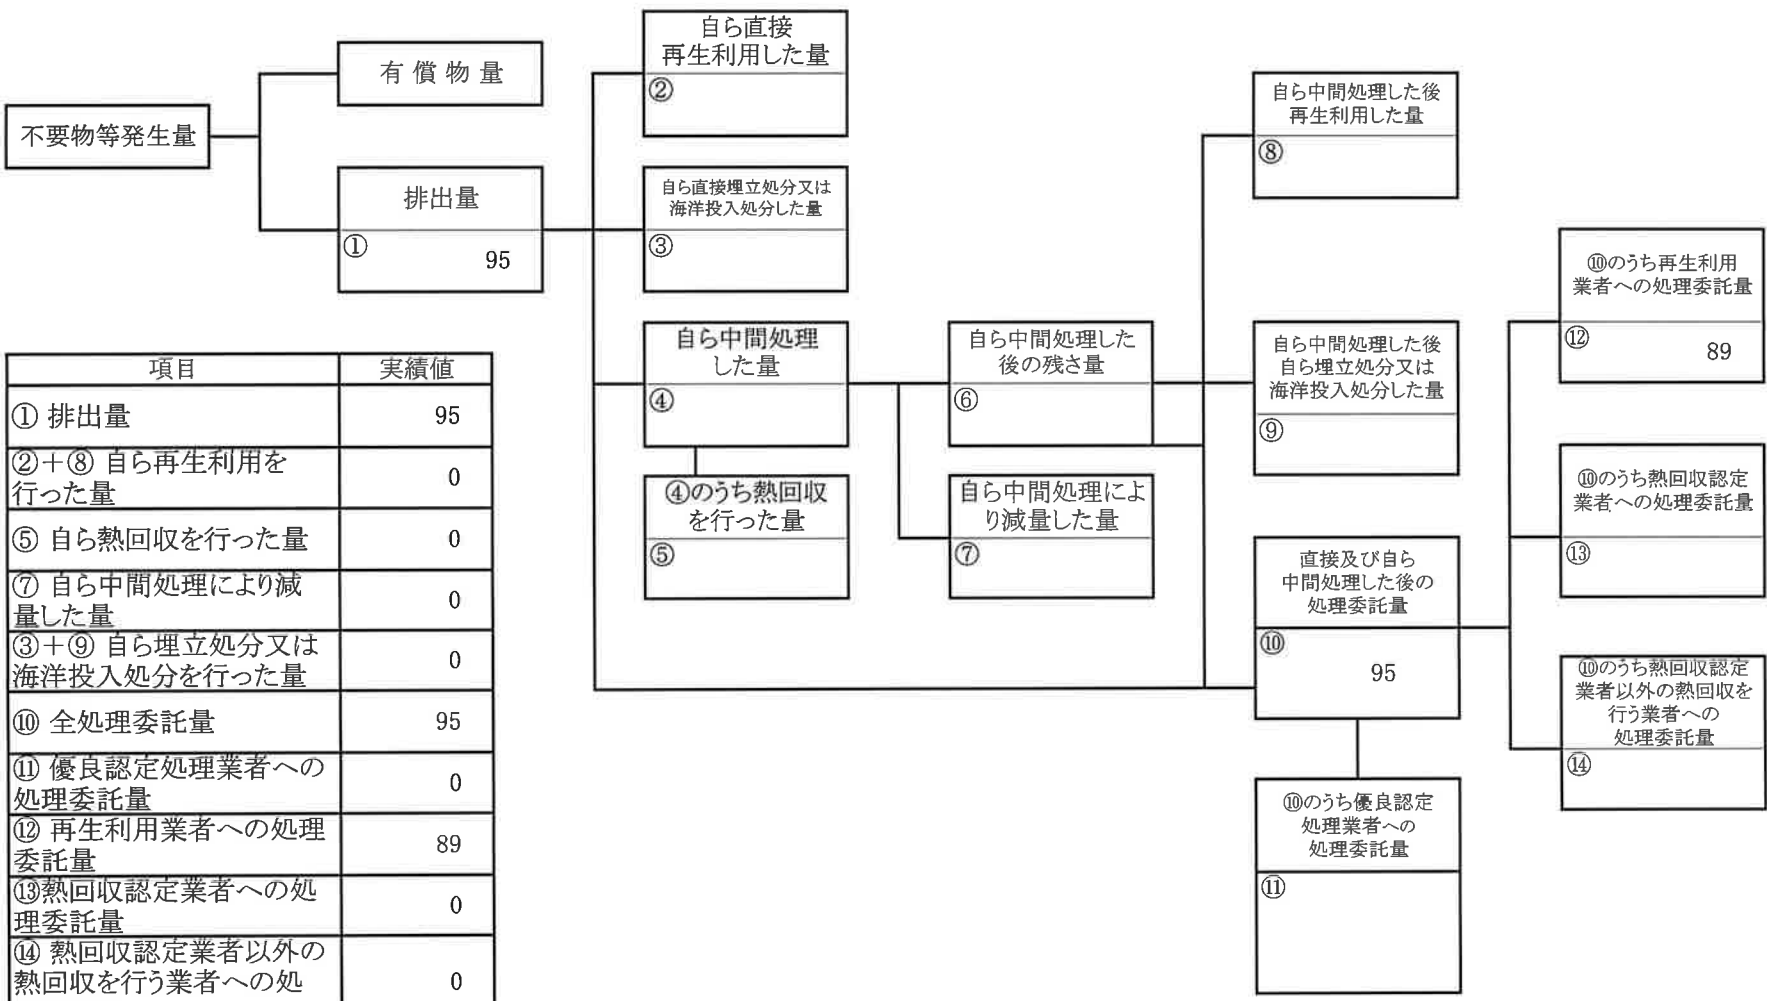 不要物等発生量
有 償 物 量
排出量
①
95
自ら直接
再生利用した量
②
自ら直接埋立処分又は
海洋投入処分した量
③
自ら中間処理
した量
④
④のうち熱回収
を行った量
⑤
自ら中間処理した
後の残さ量
⑥
自ら中間処理によ
り減量した量
⑦
自ら中間処理した後
再生利用した量
⑧
自ら中間処理した後
自ら埋立処分又は
海洋投入処分した量
⑨
直接及び自ら
中間処理した後の
処理委託量
⑩
95
⑩のうち優良認定
処理業者への
処理委託量
⑪
⑩のうち再生利用
業者への処理委託量
⑫
89
⑩のうち熱回収認定
業者への処理委託量
⑬
⑩のうち熱回収認定
業者以外の熱回収を
行う業者への
処理委託量
⑭
項目 実績値
① 排出量 95
②＋⑧ 自ら再生利用を
行った量 0
⑤ 自ら熱回収を行った量 0
⑦ 自ら中間処理により減
量した量 0
③＋⑨ 自ら埋立処分又は
海洋投入処分を行った量 0
⑩ 全処理委託量 95
⑪ 優良認定処理業者への
処理委託量 0
⑫ 再生利用業者への処理
委託量 89
⑬熱回収認定業者への処
理委託量 0
⑭ 熱回収認定業者以外の
熱回収を行う業者への処 0